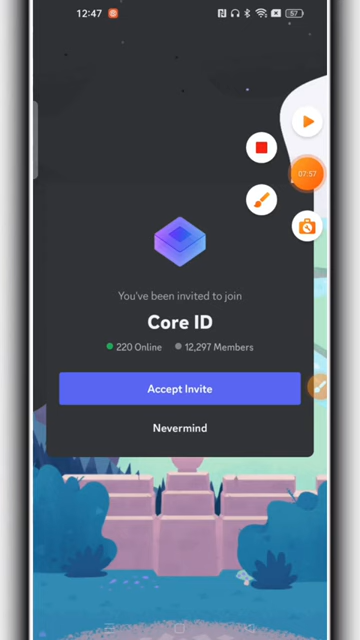 12:47
57
07:57
You've been invited to join
Core ID
220 Online 12,297 Members
Accept Invite
Nevermind